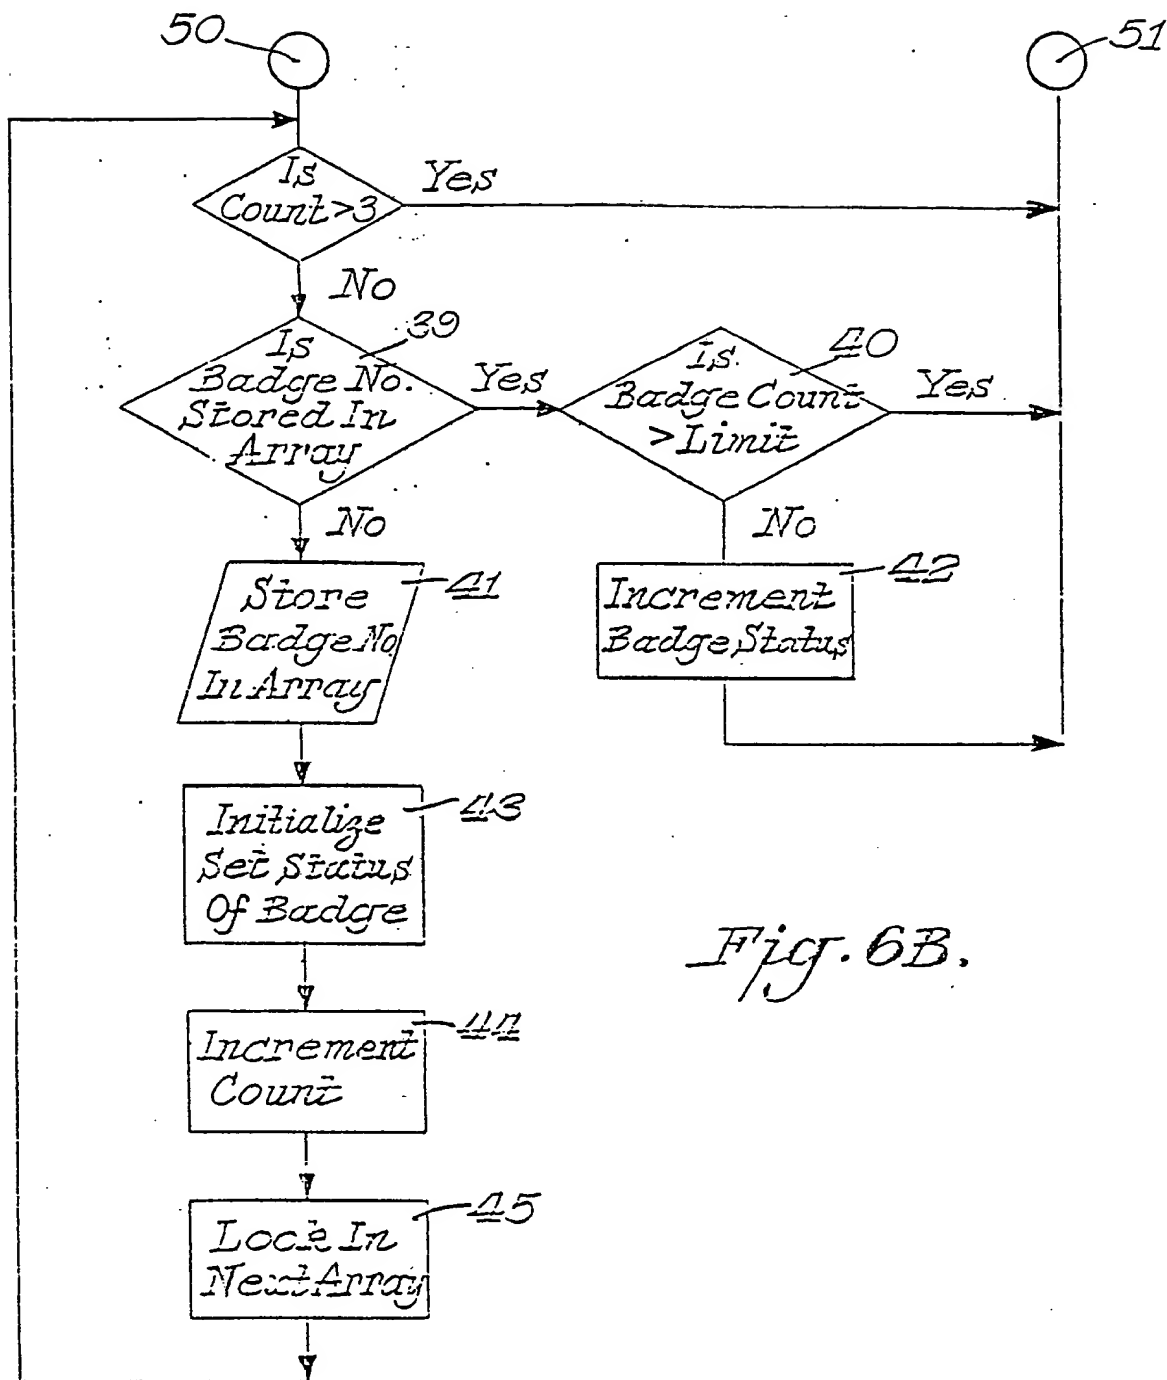 50
51
Is
Count>3
Yes
No
39
Is
Badge No.
Stored In
Array
Yes
40
Is
Badge Count
>Limit
Yes
No
No
41
Store
Badge No
In Array
42
Increment
Badge Status
43
Initialize
Set Status
Of Badge
44
Increment
Count
45
Lock In
Next Array
Fig. 6B.